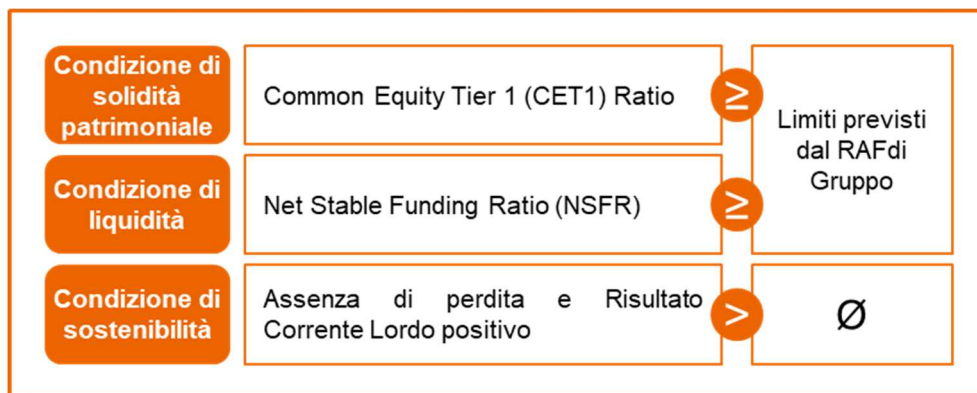 Condizione di
solidità
patrimoniale
Common Equity Tier 1 (CET1) Ratio
≥
Limiti previsti
dal RAFdi
Gruppo
Condizione di
liquidità
Net Stable Funding Ratio (NSFR)
≥
Condizione di
sostenibilità
Assenza di perdita e Risultato
Corrente Lordo positivo
>
Ø